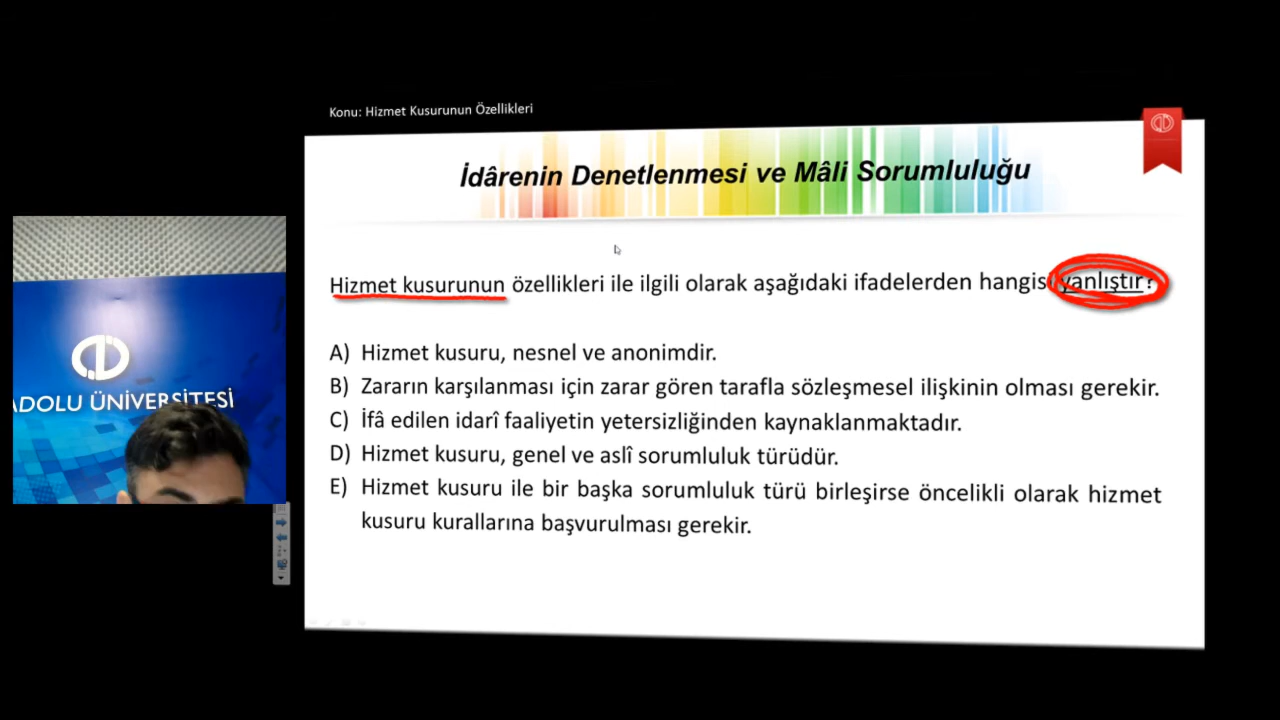 Konu: Hizmet Kusurunun Özellikleri
İdârenin Denetlenmesi ve Mâli Sorumluluğu
Hizmet kusurunun özellikleri ile ilgili olarak aşağıdaki ifadelerden hangisi yanlıştır?
A) Hizmet kusuru, nesnel ve anonimdir.
B) Zararın karşılanması için zarar gören tarafla sözleşmesel ilişkinin olması gerekir.
C) İfâ edilen idarî faaliyetin yetersizliğinden kaynaklanmaktadır.
D) Hizmet kusuru, genel ve aslî sorumluluk türüdür.
E) Hizmet kusuru ile bir başka sorumluluk türü birleşirse öncelikli olarak hizmet
kusuru kurallarına başvurulması gerekir.
ADOLU ÜNİVERSİTESİ